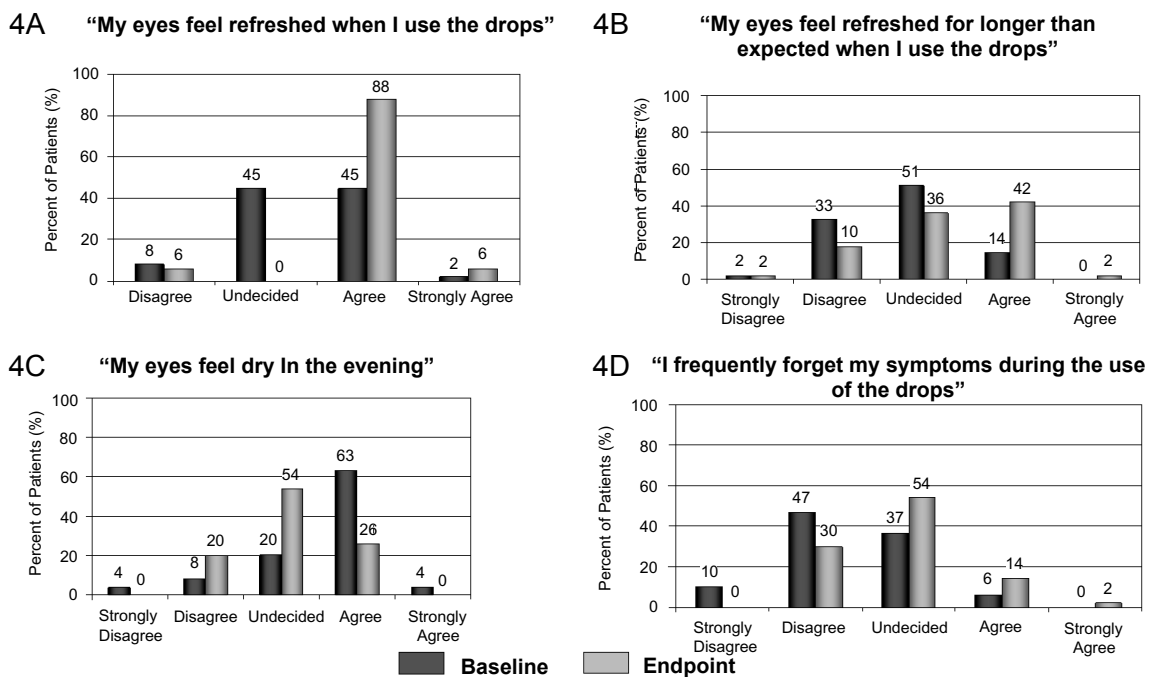 4A
“My eyes feel refreshed when I use the drops”
Percent of Patients (%)
100
80
60
40
20
0
8
6
45
0
45
88
2
6
Disagree Undecided Agree Strongly Agree
4B
“My eyes feel refreshed for longer than
expected when I use the drops”
Percent of Patients (%)
100
80
60
40
20
0
2
2
33
10
51
36
14
42
0
2
Strongly Disagree Undecided Agree Strongly
Disagree Agree
4C
“My eyes feel dry In the evening”
Percent of Patients (%)
100
80
60
40
20
0
4
0
8
20
20
54
63
26
4
0
Strongly Disagree Undecided Agree Strongly
Disagree Agree
4D
“I frequently forget my symptoms during the use
of the drops”
Percent of Patients (%)
100
80
60
40
20
0
10
0
47
30
37
54
6
14
0
2
Strongly Disagree Undecided Agree Strongly
Disagree Agree
Baseline Endpoint